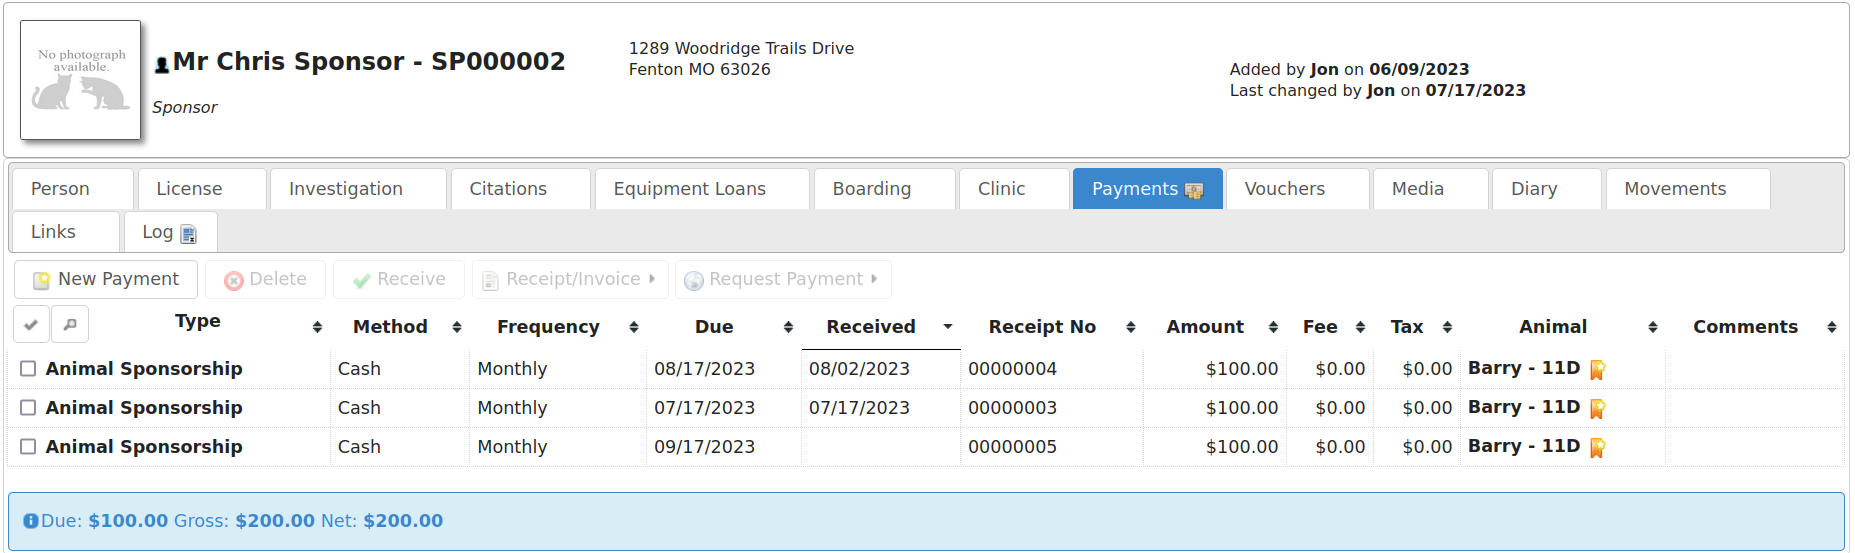 No photograph
available.
Mr Chris Sponsor - SP000002
Sponsor
1289 Woodridge Trails Drive
Fenton MO 63026
Added by Jon on 06/09/2023
Last changed by Jon on 07/17/2023
Person License Investigation Citations Equipment Loans Boarding Clinic Payments Vouchers Media Diary Movements
Links Log
New Payment Delete Receive Receipt/Invoice Request Payment
Type Method Frequency Due Received Receipt No Amount Fee Tax Animal Comments
Animal Sponsorship Cash Monthly 08/17/2023 08/02/2023 00000004 $100.00 $0.00 $0.00 Barry - 11D
Animal Sponsorship Cash Monthly 07/17/2023 07/17/2023 00000003 $100.00 $0.00 $0.00 Barry - 11D
Animal Sponsorship Cash Monthly 09/17/2023 00000005 $100.00 $0.00 $0.00 Barry - 11D
Due: $100.00 Gross: $200.00 Net: $200.00